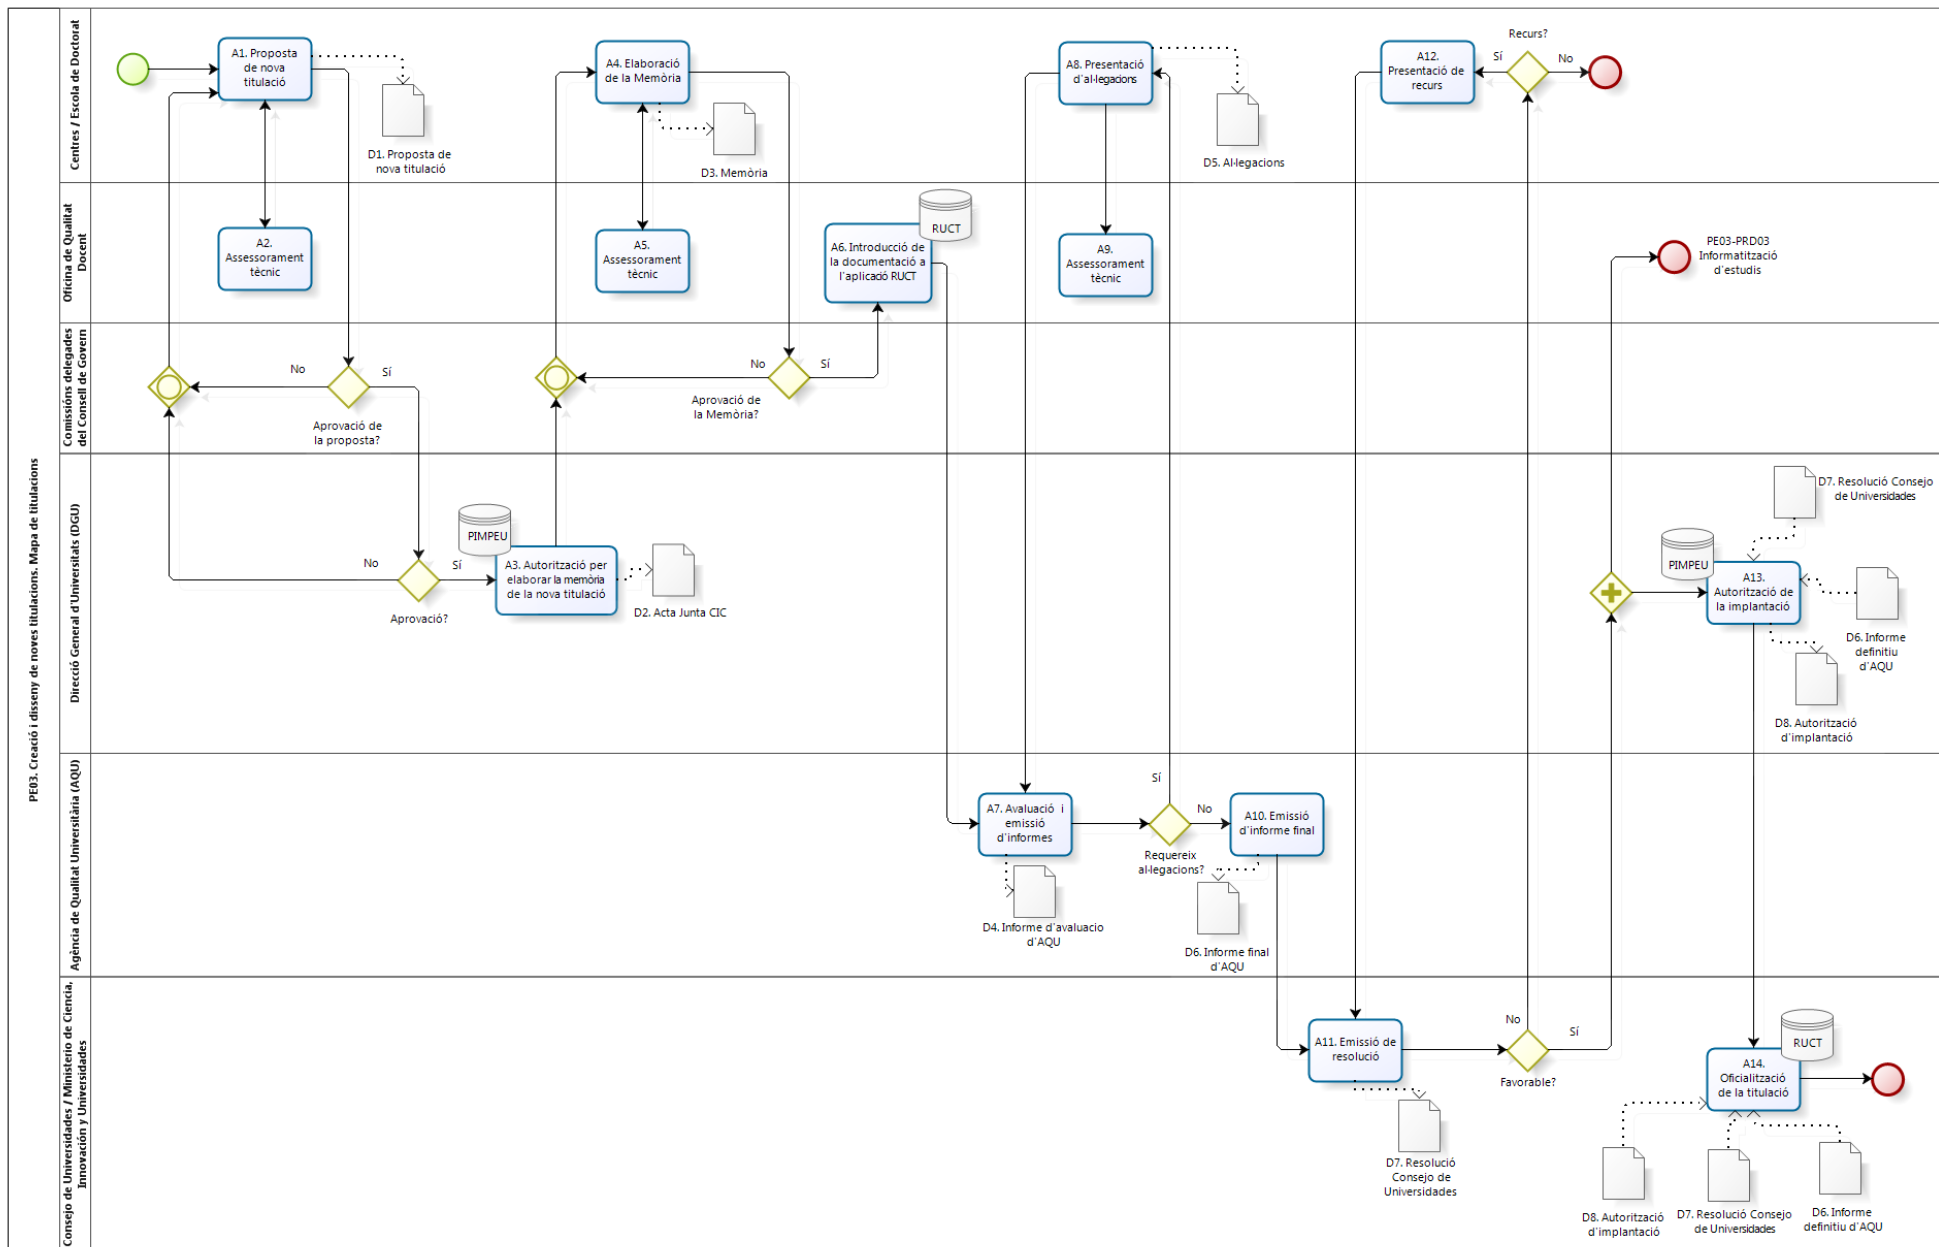 PE03. Creació i disseny de noves titulacions. Mapa de titulacions
Centres / Escola de Doctorat
A1. Proposta
de nova
titulació
D1. Proposta de
nova titulació
A4. Elaboració
de la Memòria
D3. Memòria
A8. Presentació
d'al·legacions
D5. Al·legacions
A12.
Presentació de
recurs
Recurs?
Sí
No
Oficina de Qualitat
Docent
A2.
Assessorament
tècnic
A5.
Assessorament
tècnic
A6. Introducció de
la documentació a
l'aplicació RUCT
RUCT
A9.
Assessorament
tècnic
PE03-PRD03
Informatització
d'estudis
Comissións delegades
del Consell de Govern
No
Sí
Aprovació de
la proposta?
No
Sí
Aprovació de
la Memòria?
Direcció General d'Universitats (DGU)
No
Sí
Aprovació?
PIMPEU
A3. Autorització per
elaborar la memòria
de la nova titulació
D2. Acta Junta CIC
D7. Resolució Consejo
de Universidades
PIMPEU
A13.
Autorització de
la implantació
D6. Informe
definitiu
d'AQU
D8. Autorització
d'implantació
Agència de Qualitat Universitària (AQU)
A7. Avaluació i
emissió
d'informes
D4. Informe d'avaluacio
d'AQU
Sí
No
Requereix
al·legacions?
A10. Emissió
d'informe final
D6. Informe final
d'AQU
Consejo de Universidades / Ministerio de Ciencia,
Innovación y Universidades
A11. Emissió de
resolució
D7. Resolució
Consejo de
Universidades
No
Sí
Favorable?
RUCT
A14.
Oficialització
de la titulació
D8. Autorització
d'implantació
D7. Resolució Consejo
de Universidades
D6. Informe
definitiu d'AQU